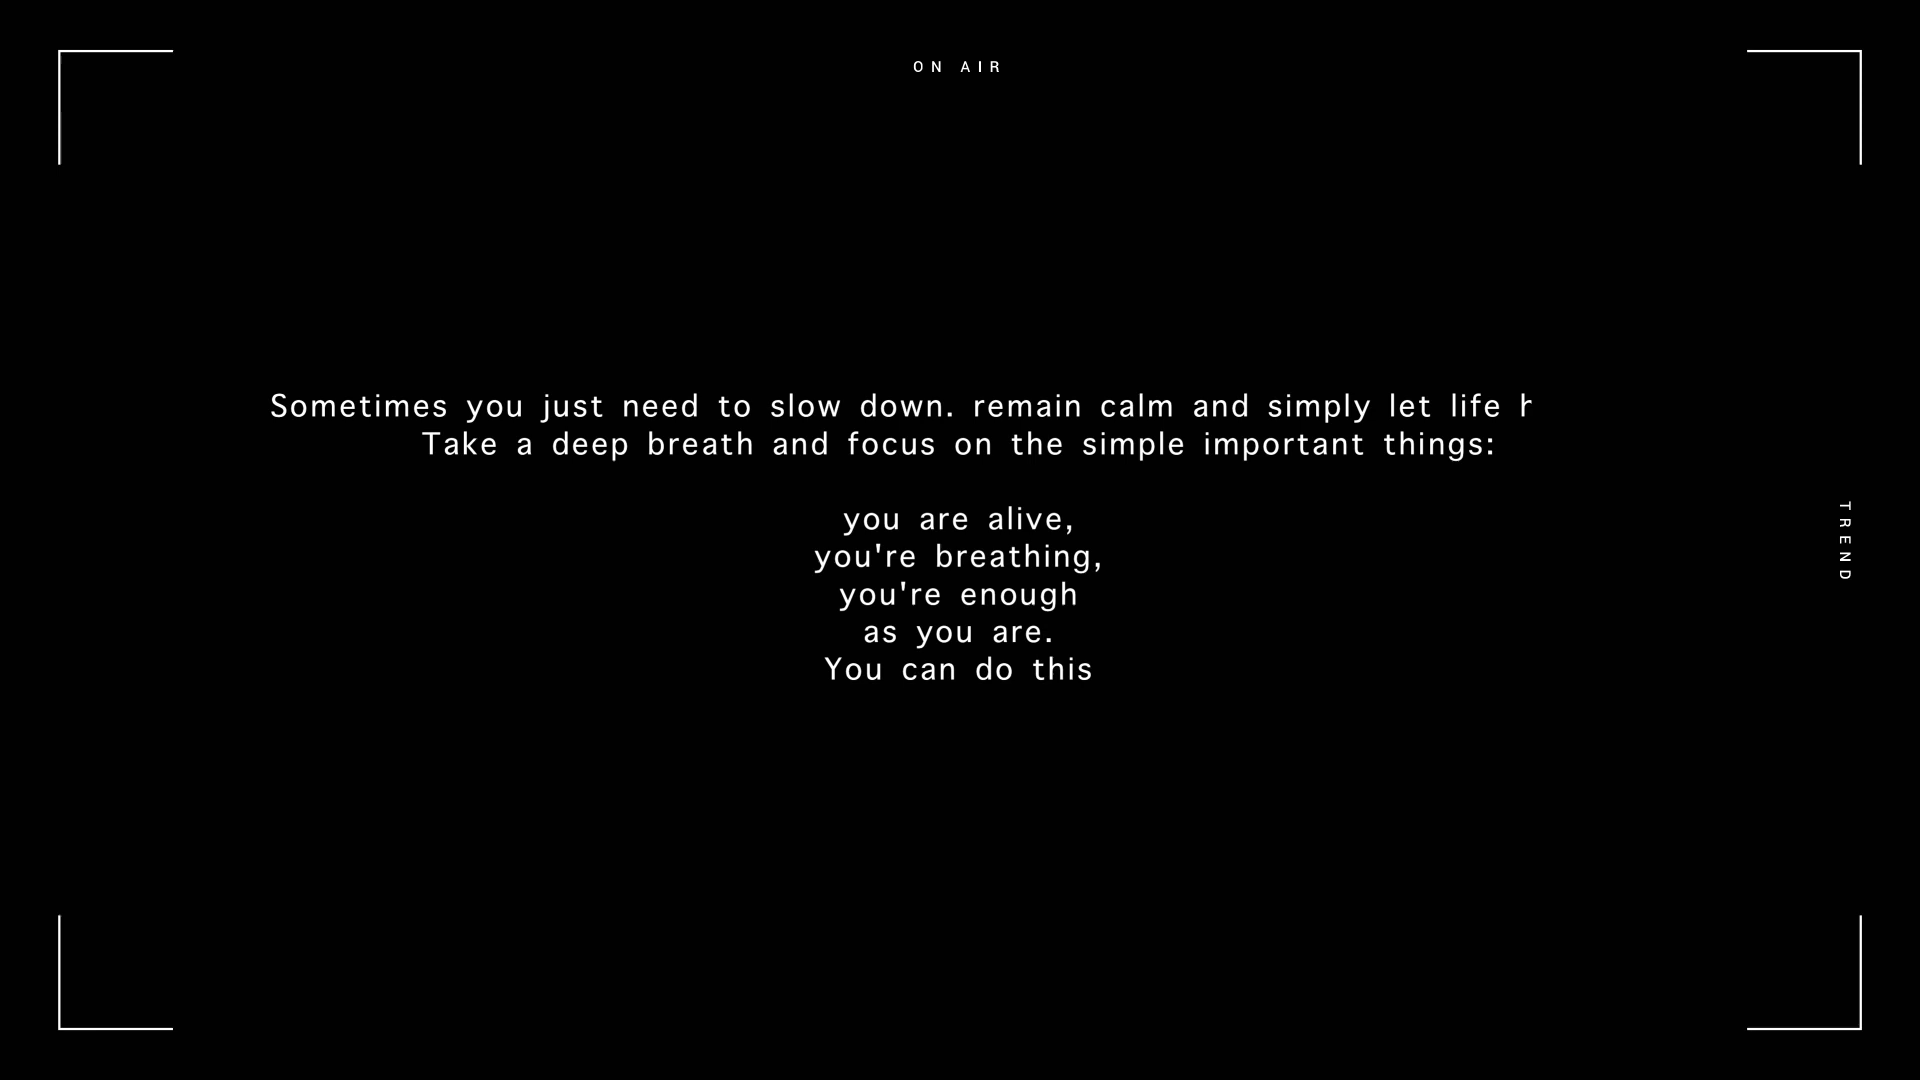 ON AIR
Sometimes you just need to slow down. remain calm and simply let life
Take a deep breath and focus on the simple important things:
you are alive,
you're breathing,
you're enough
as you are.
You can do this
TREND